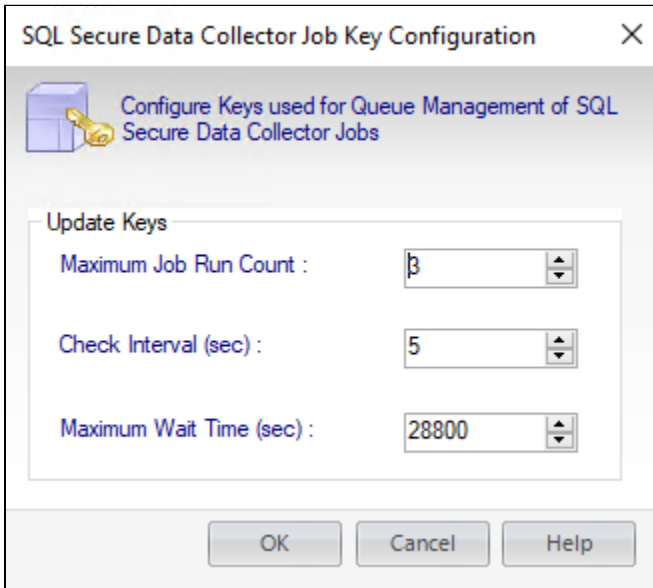 SQL Secure Data Collector Job Key Configuration
Configure Keys used for Queue Management of SQL
Secure Data Collector Jobs
Update Keys
Maximum Job Run Count : 3
Check Interval (sec) : 5
Maximum Wait Time (sec) : 28800
OK Cancel Help